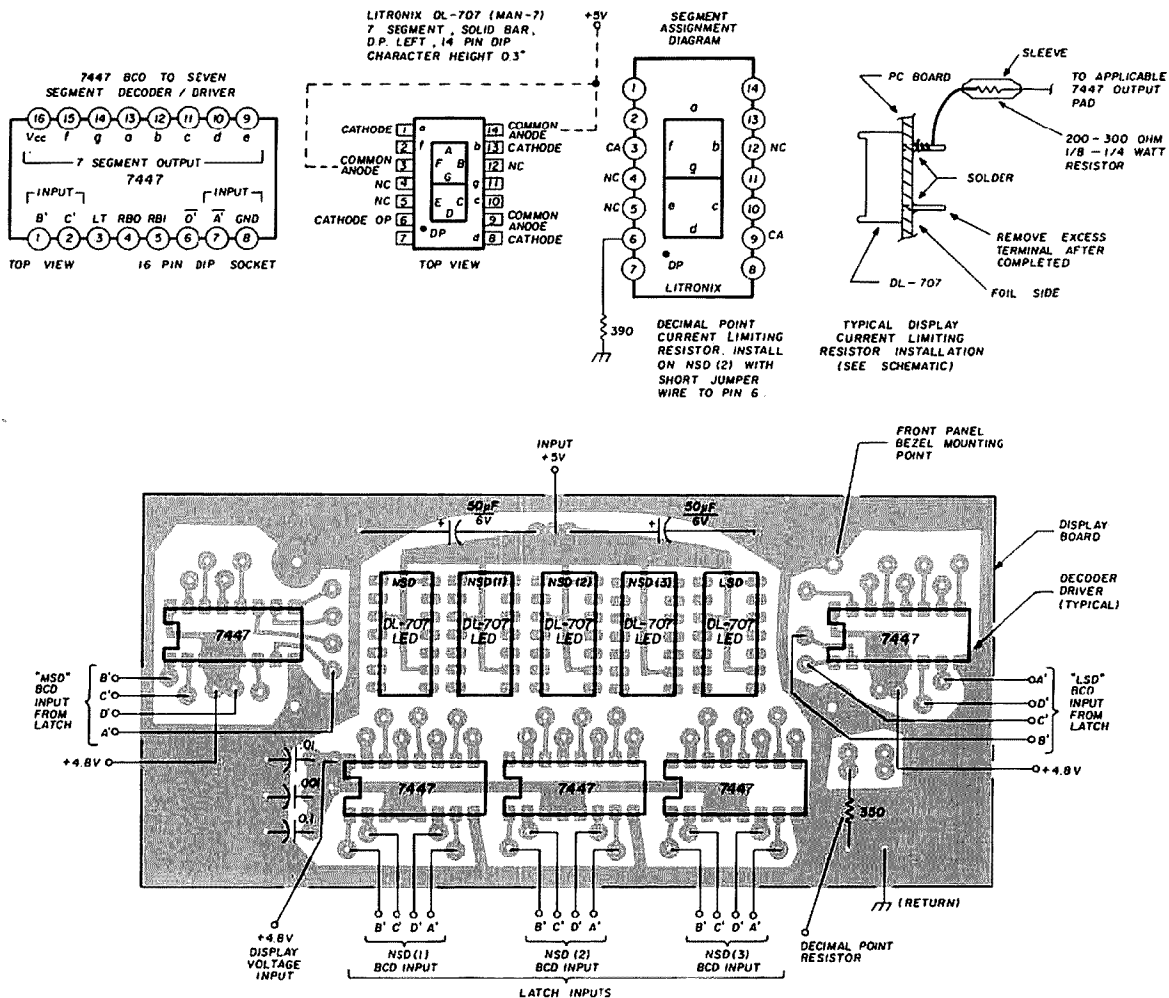 LITRONIX DL-707 (MAN-7)
7 SEGMENT, SOLID BAR,
D.P. LEFT, 14 PIN DIP
CHARACTER HEIGHT 0.3"
+5V
SEGMENT
ASSIGNMENT
DIAGRAM
7447 BCD TO SEVEN
SEGMENT DECODER / DRIVER
16 15 14 13 12 11 10 9
Vcc f g a b c d e
7 SEGMENT OUTPUT
7447
INPUT INPUT
B' C' LT RBO RBI D' A' GND
1 2 3 4 5 6 7 8
TOP VIEW 16 PIN DIP SOCKET
CATHODE 1 a 14 COMMON ANODE
2 f b 13 CATHODE
COMMON ANODE 3 12 NC
NC 4 g 11
NC 5 c 10
CATHODE DP 6 9 COMMON ANODE
7 d 8 CATHODE
A
F B
G
E C
D
DP
TOP VIEW
1 14
2 13
CA 3 12 NC
NC 4 11
NC 5 10
6 9 CA
7 8
a
f b
g
e c
d
DP
LITRONIX
390
DECIMAL POINT
CURRENT LIMITING
RESISTOR. INSTALL
ON NSD (2) WITH
SHORT JUMPER
WIRE TO PIN 6
PC BOARD
SLEEVE
TO APPLICABLE
7447 OUTPUT
PAD
200-300 OHM
1/8 - 1/4 WATT
RESISTOR
SOLDER
REMOVE EXCESS
TERMINAL AFTER
COMPLETED
DL-707
FOIL SIDE
TYPICAL DISPLAY
CURRENT LIMITING
RESISTOR INSTALLATION
(SEE SCHEMATIC)
INPUT
+5V
FRONT PANEL
BEZEL MOUNTING
POINT
50µF
6V
+
50µF
6V
+
DISPLAY
BOARD
DECODER
DRIVER
(TYPICAL)
MSD NSD(1) NSD(2) NSD(3) LSD
DL-707 LED DL-707 LED DL-707 LED DL-707 LED DL-707 LED
7447
7447
"MSD"
BCD
INPUT
FROM
LATCH
B'
C'
D'
A'
+4.8V
"LSD"
BCD
INPUT
FROM
LATCH
A'
D'
C'
B'
+4.8V
.01
.001
0.1
7447 7447 7447
350
(RETURN)
B' C' D' A' B' C' D' A' B' C' D' A'
+4.8V
DISPLAY
VOLTAGE
INPUT
NSD(1)
BCD INPUT
NSD(2)
BCD INPUT
NSD(3)
BCD INPUT
DECIMAL POINT
RESISTOR
LATCH INPUTS